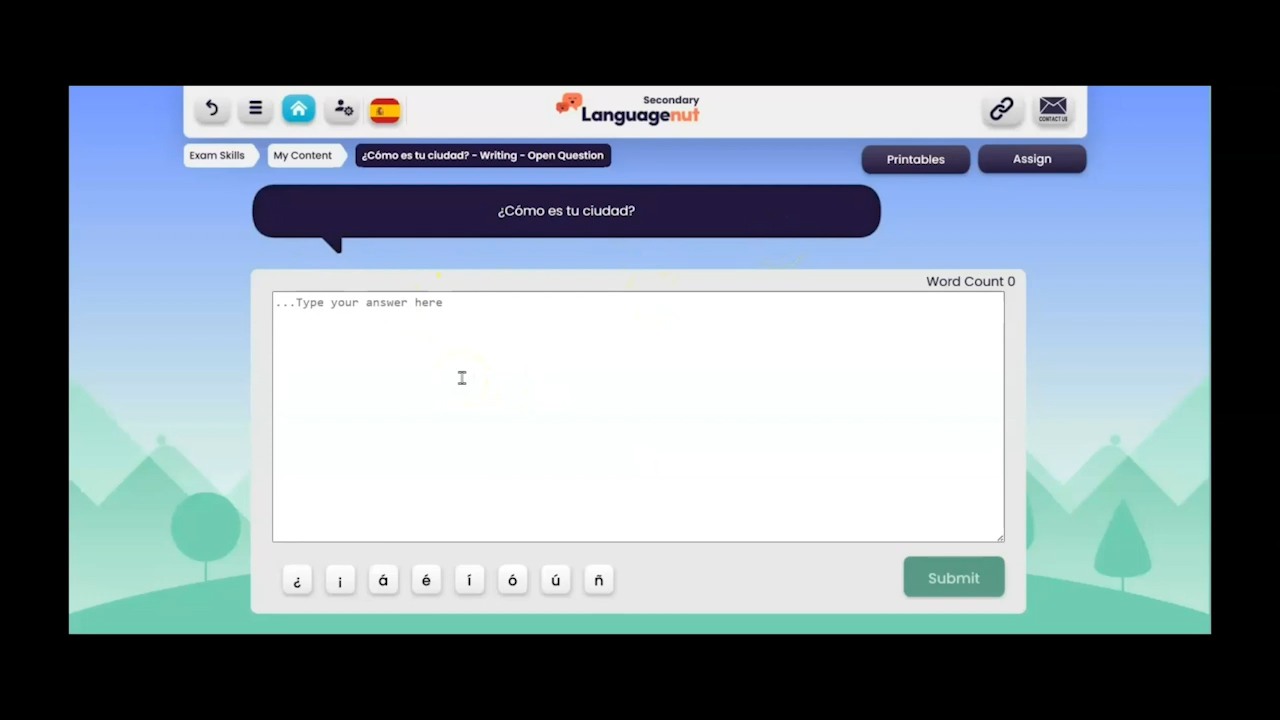 Secondary
Languagenut
CONTACT US
Exam Skills
My Content
¿Cómo es tu ciudad? - Writing - Open Question
Printables
Assign
¿Cómo es tu ciudad?
Word Count 0
...Type your answer here
¿ ¡ á é í ó ú ñ
Submit